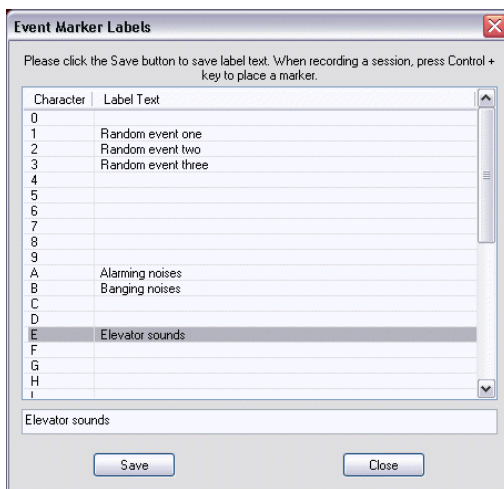 Event Marker Labels
Please click the Save button to save label text. When recording a session, press Control +
key to place a marker.
Character Label Text
0
1 Random event one
2 Random event two
3 Random event three
4
5
6
7
8
9
A Alarming noises
B Banging noises
C
D
E Elevator sounds
F
G
H
Elevator sounds
Save Close